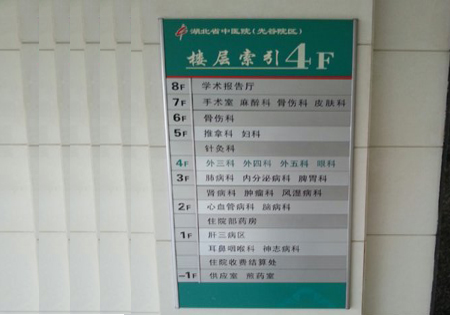 湖北省中医院(光谷院区)
楼层索引4F
8F 学术报告厅
7F 手术室 麻醉科 骨伤科 皮肤科
6F 骨伤科
5F 推拿科 妇科
针灸科
4F 外三科 外四科 外五科 眼科
3F 肺病科 内分泌病科 脾胃科
肾病科 肿瘤科 风湿病科
2F 心血管病科 脑病科
住院部药房
1F 肝三病区
耳鼻咽喉科 神志病科
住院收费结算处
-1F 供应室 煎药室